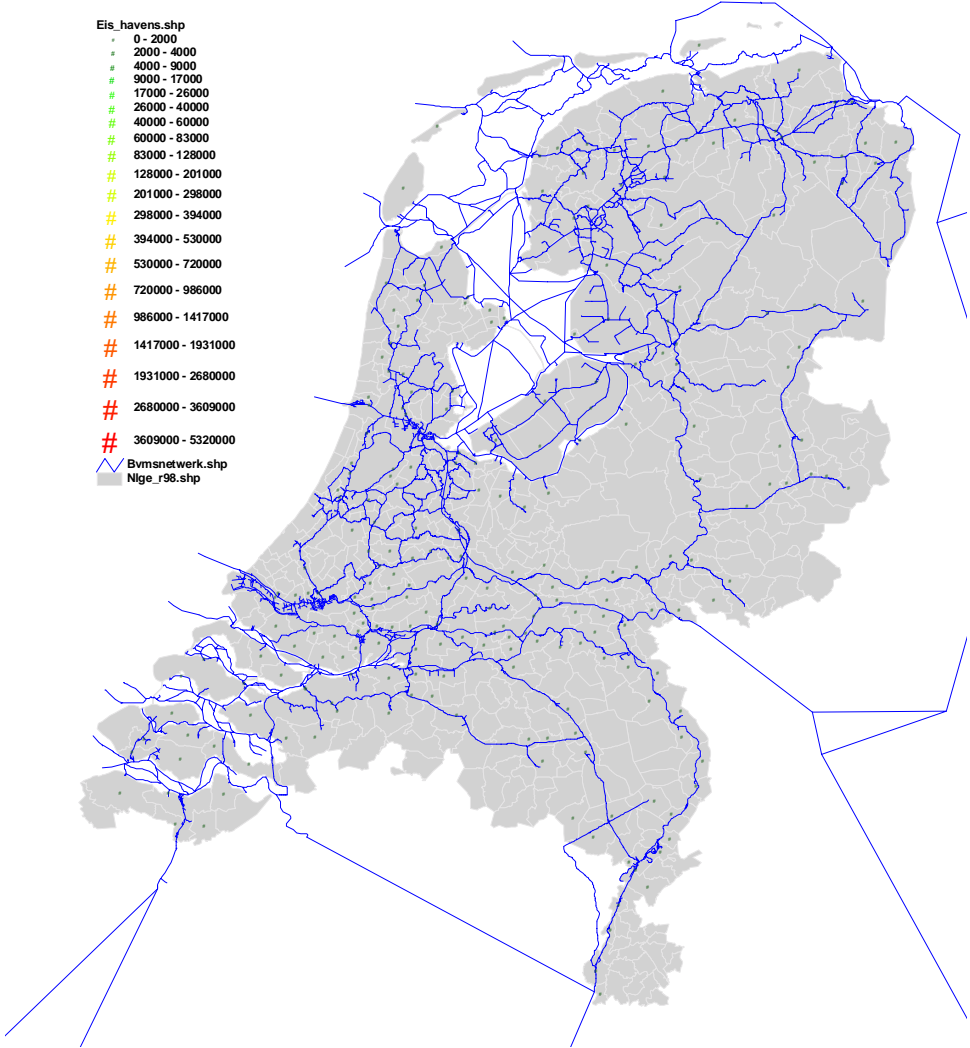 Eis_havens.shp
# 0 - 2000
# 2000 - 4000
# 4000 - 9000
# 9000 - 17000
# 17000 - 26000
# 26000 - 40000
# 40000 - 60000
# 60000 - 83000
# 83000 - 128000
# 128000 - 201000
# 201000 - 298000
# 298000 - 394000
# 394000 - 530000
# 530000 - 720000
# 720000 - 986000
# 986000 - 1417000
# 1417000 - 1931000
# 1931000 - 2680000
# 2680000 - 3609000
# 3609000 - 5320000
Bvmsnetwerk.shp
Nlge_r98.shp